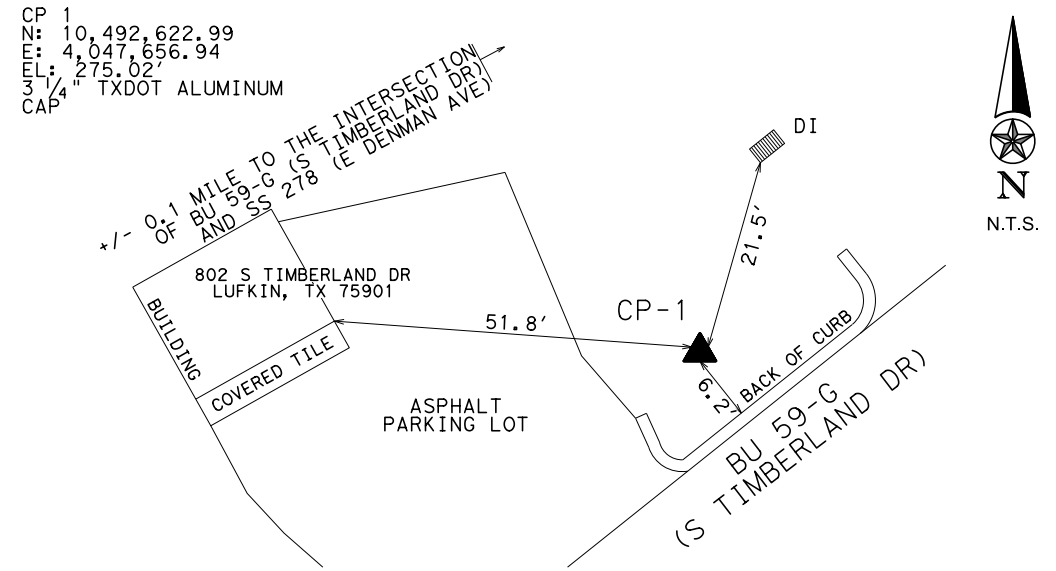 CP 1
N: 10,492,622.99
E: 4,047,656.94
EL: 275.02'
3 1/4" TXDOT ALUMINUM
CAP
+/- 0.1 MILE TO THE INTERSECTION
OF BU 59-G (S TIMBERLAND DR)
AND SS 278 (E DENMAN AVE)
DI
N
N.T.S.
802 S TIMBERLAND DR
LUFKIN, TX 75901
BUILDING
COVERED TILE
51.8'
21.5'
CP-1
6.2'
BACK OF CURB
ASPHALT
PARKING LOT
BU 59-G
(S TIMBERLAND DR)